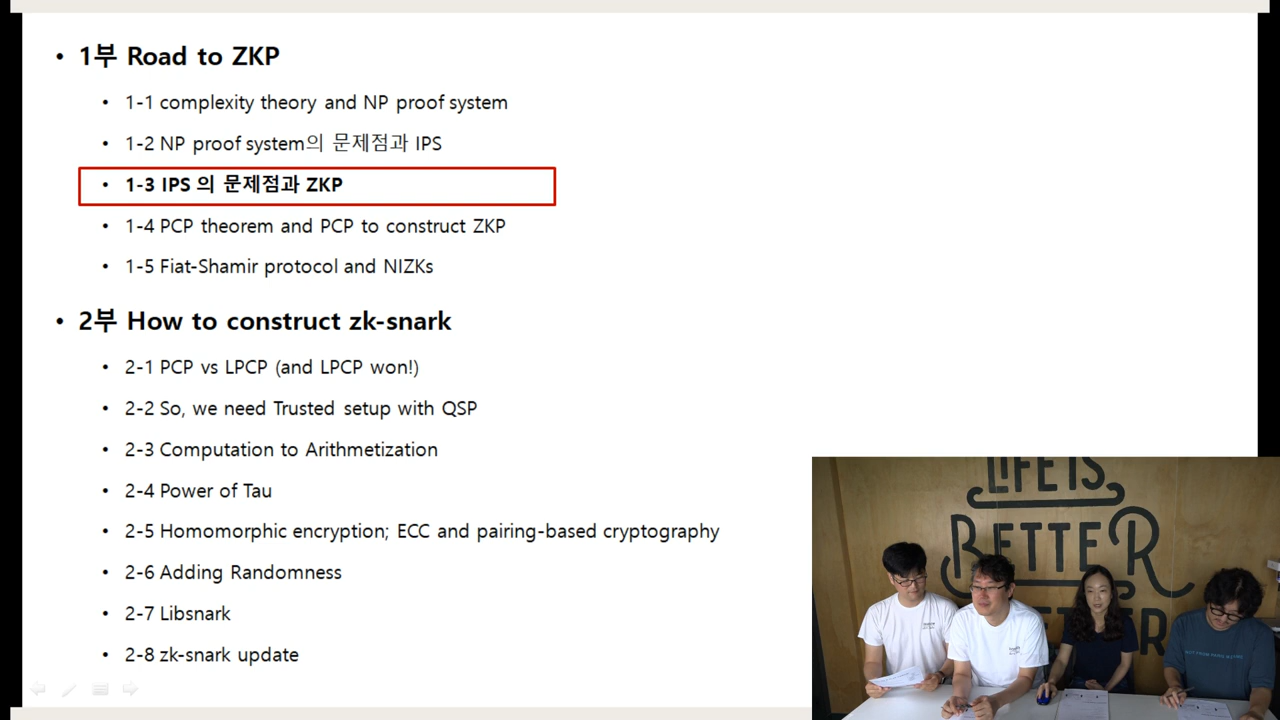 • 1부 Road to ZKP
• 1-1 complexity theory and NP proof system
• 1-2 NP proof system의 문제점과 IPS
• 1-3 IPS 의 문제점과 ZKP
• 1-4 PCP theorem and PCP to construct ZKP
• 1-5 Fiat-Shamir protocol and NIZKs
• 2부 How to construct zk-snark
• 2-1 PCP vs LPCP (and LPCP won!)
• 2-2 So, we need Trusted setup with QSP
• 2-3 Computation to Arithmetization
• 2-4 Power of Tau
• 2-5 Homomorphic encryption; ECC and pairing-based cryptography
• 2-6 Adding Randomness
• 2-7 Libsnark
• 2-8 zk-snark update
LIFE IS
BETTER